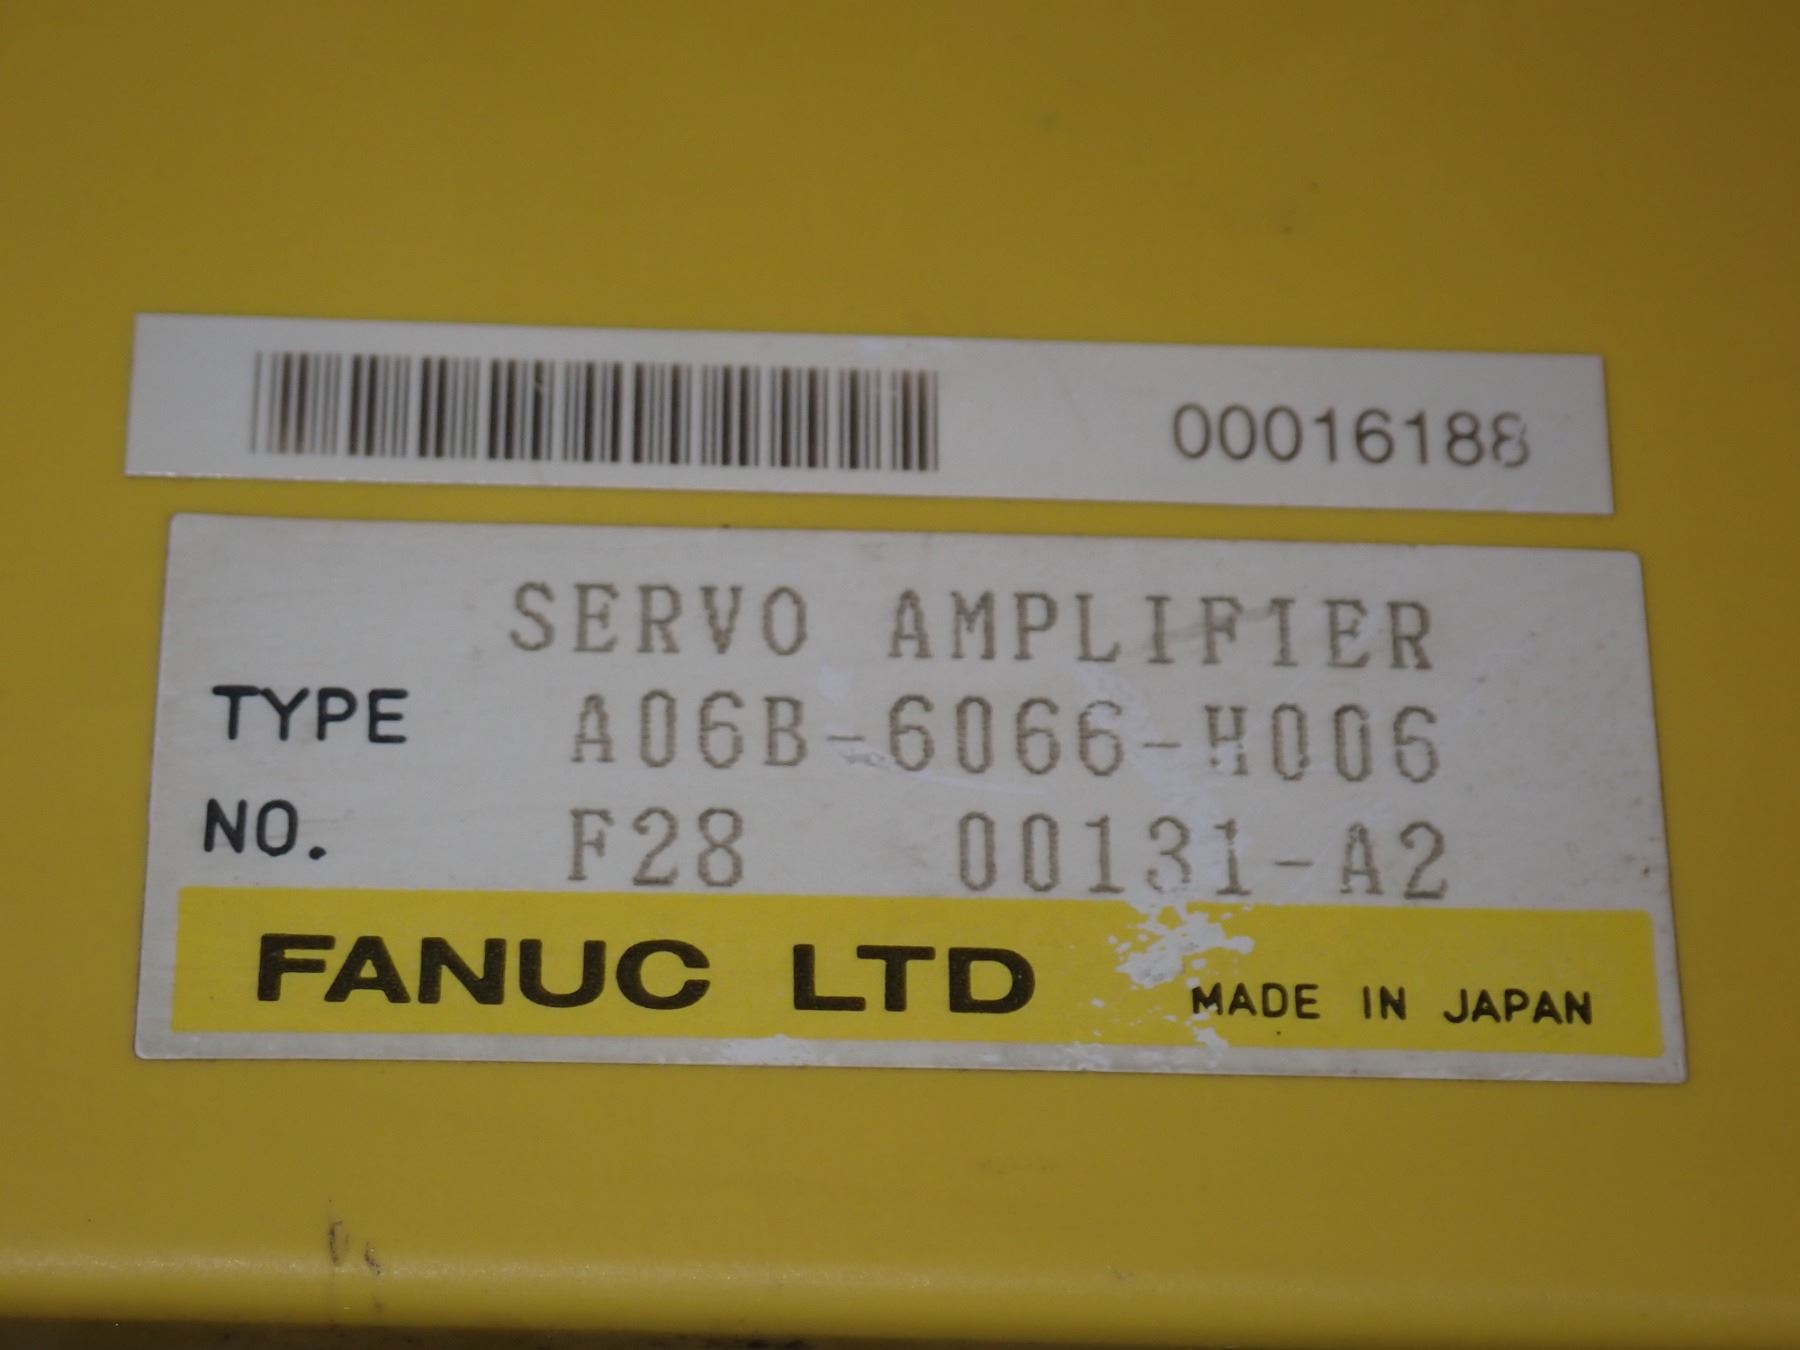 00016188
SERVO AMPLIFIER
TYPE A06B-6066-H006
NO. F28 00131-A2
FANUC LTD MADE IN JAPAN